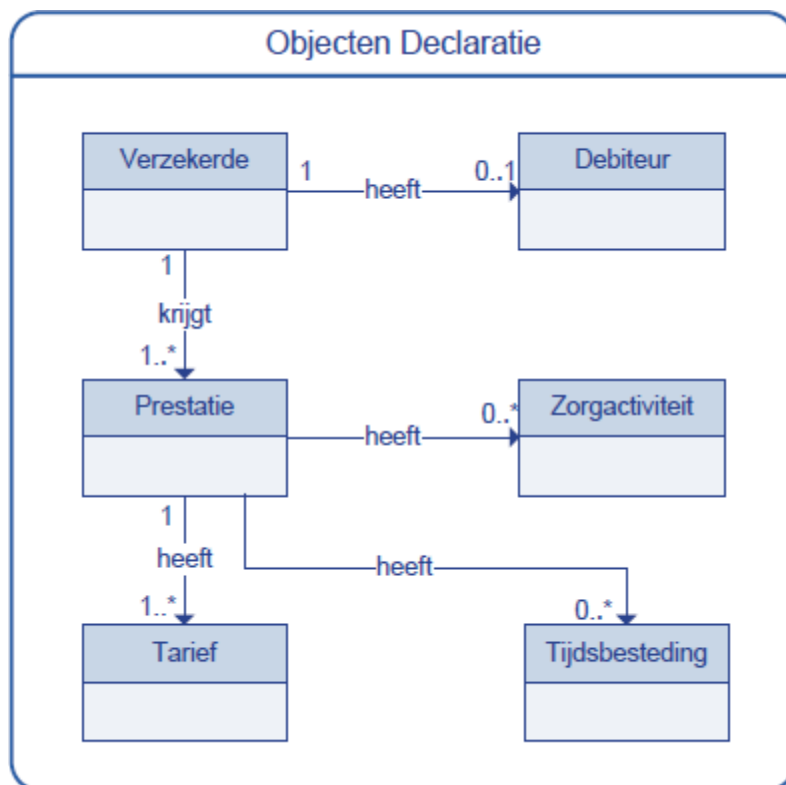 Objecten Declaratie
Verzekerde
1
heeft
0..1
Debiteur
1
krijgt
1..*
Prestatie
heeft
0..*
Zorgactiviteit
1
heeft
1..*
heeft
0..*
Tarief
Tijdsbesteding